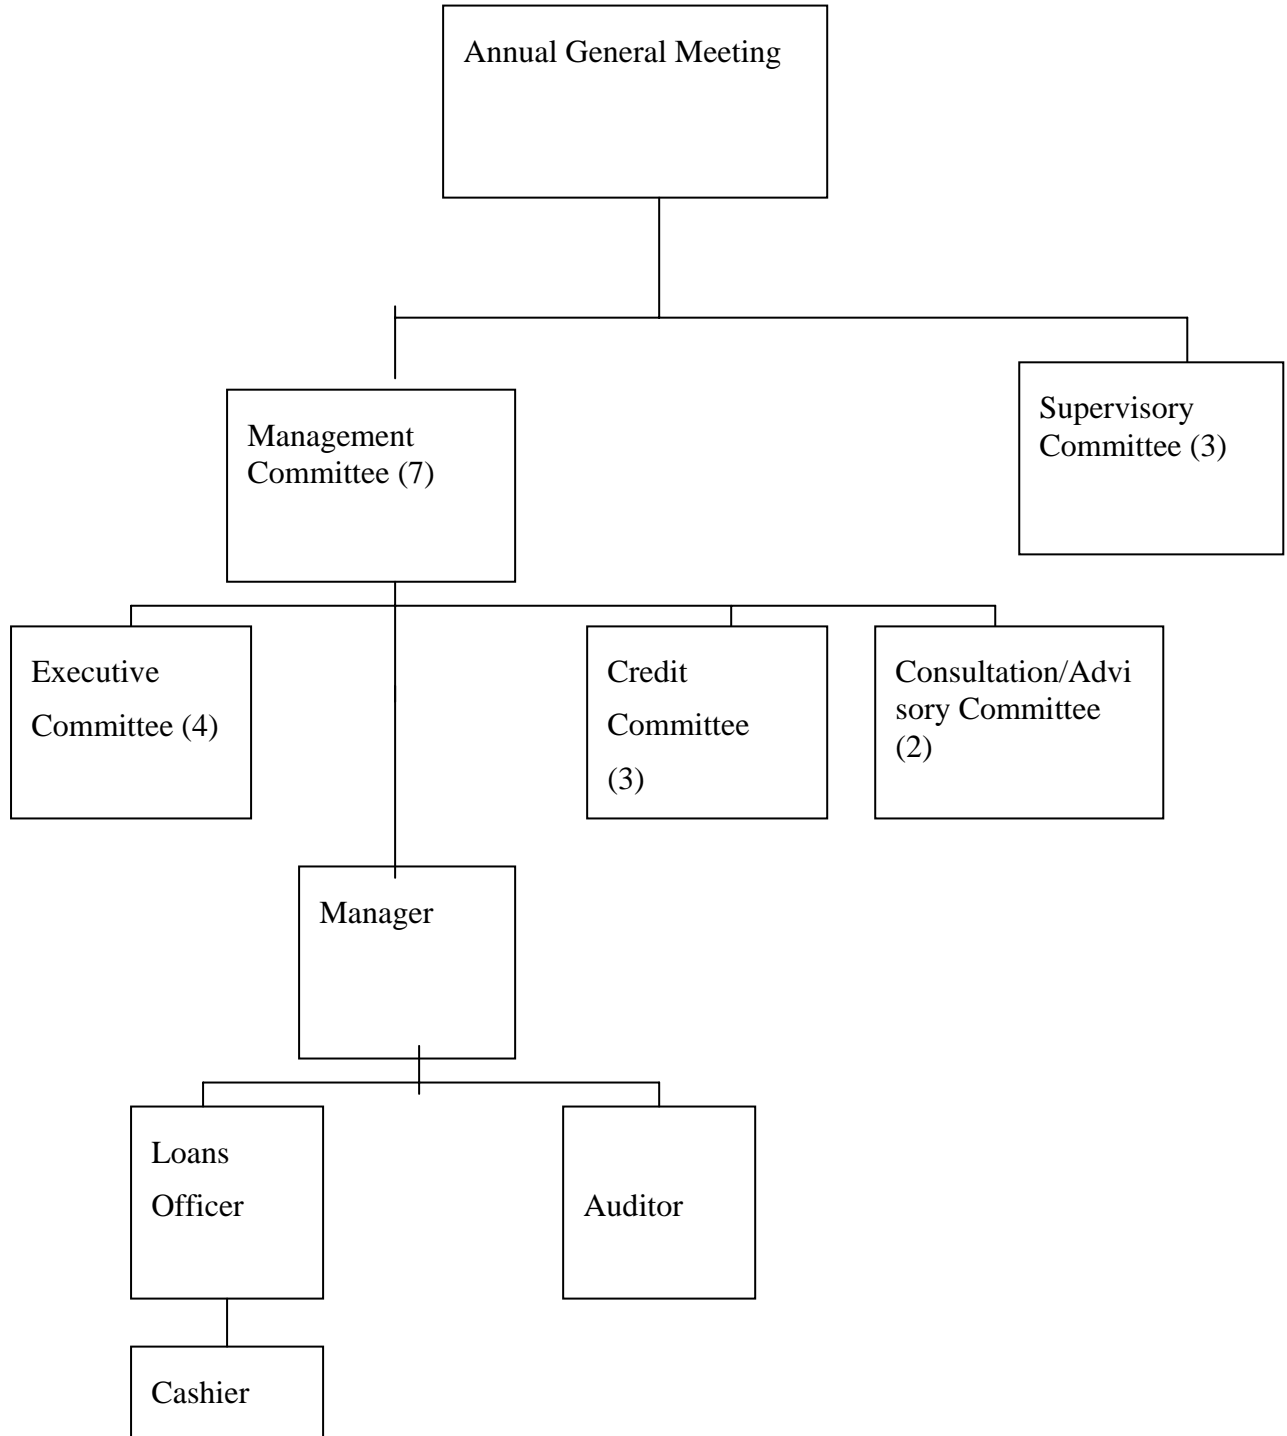 Annual General Meeting
Management
Committee (7)
Supervisory
Committee (3)
Executive
Committee (4)
Credit
Committee
(3)
Consultation/Advi
sory Committee
(2)
Manager
Loans
Officer
Auditor
Cashier